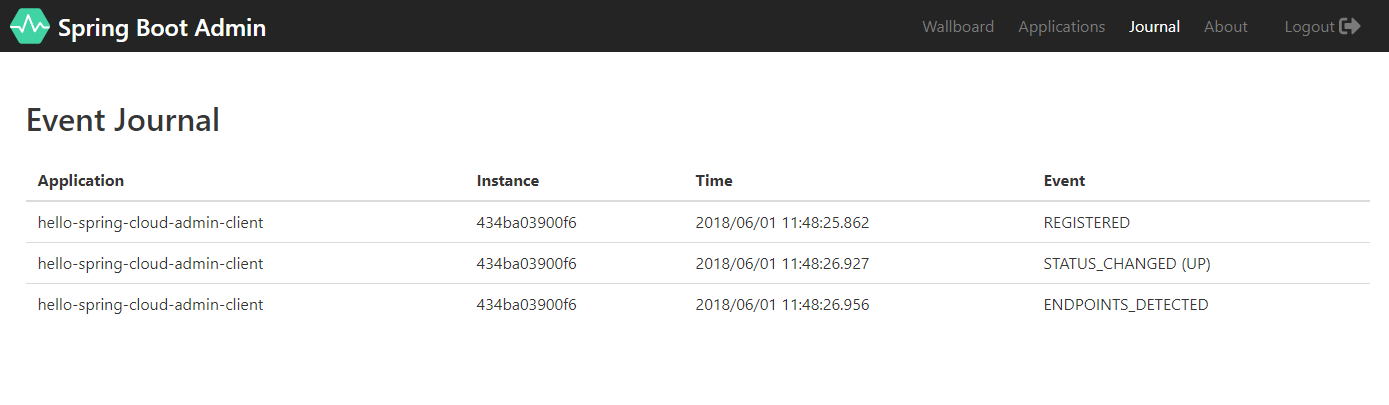 Spring Boot Admin Wallboard Applications Journal About Logout
Event Journal
Application Instance Time Event
hello-spring-cloud-admin-client 434ba03900f6 2018/06/01 11:48:25.862 REGISTERED
hello-spring-cloud-admin-client 434ba03900f6 2018/06/01 11:48:26.927 STATUS_CHANGED (UP)
hello-spring-cloud-admin-client 434ba03900f6 2018/06/01 11:48:26.956 ENDPOINTS_DETECTED